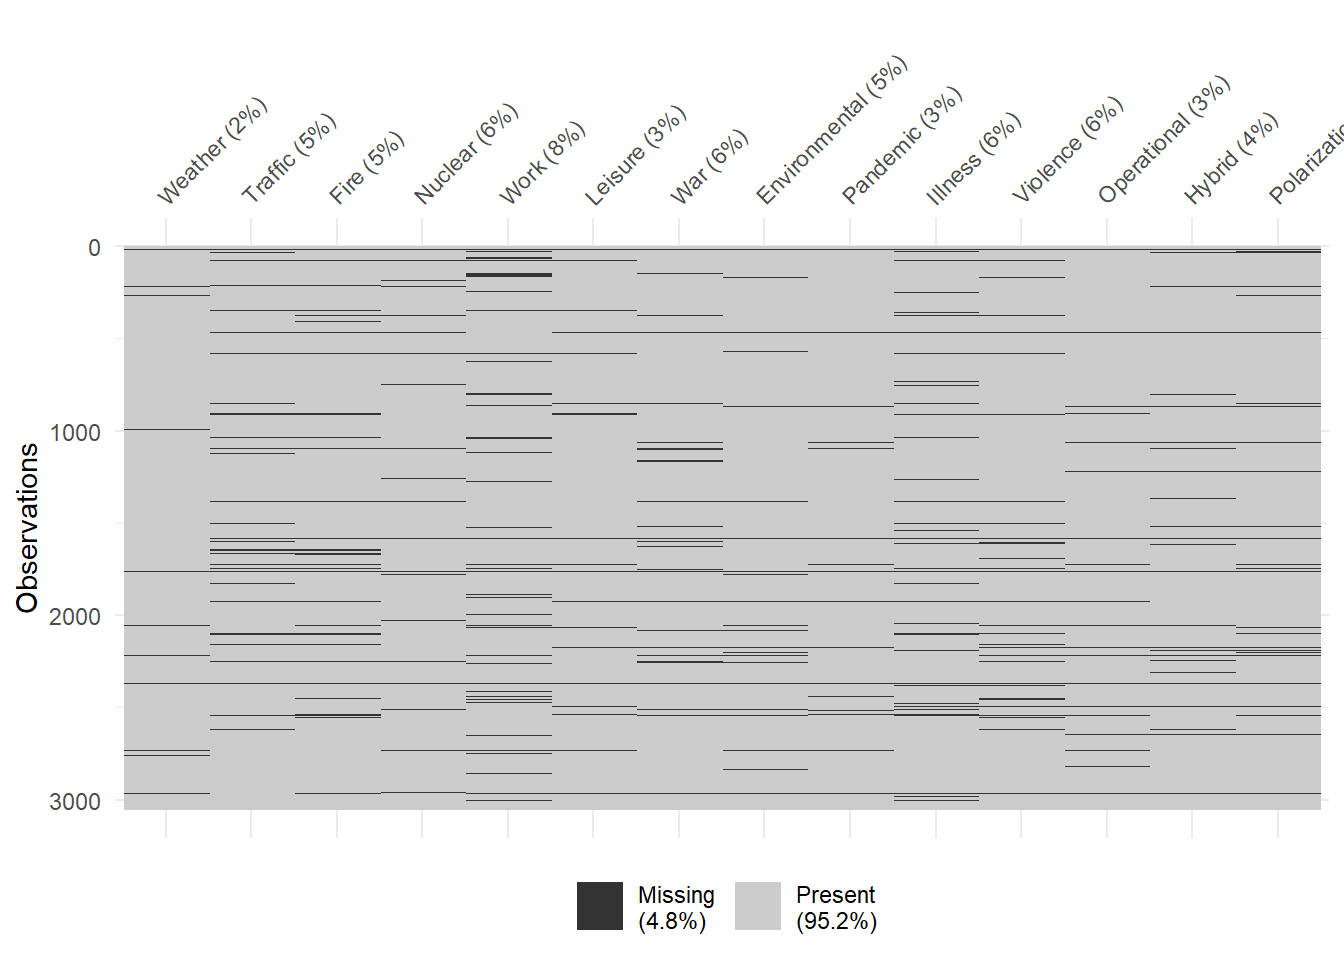 Weather (2%)
Traffic (5%)
Fire (5%)
Nuclear (6%)
Work (8%)
Leisure (3%)
War (6%)
Environmental (5%)
Pandemic (3%)
Illness (6%)
Violence (6%)
Operational (3%)
Hybrid (4%)
Polarizatio
0
1000
2000
3000
Observations
Missing
(4.8%)
Present
(95.2%)